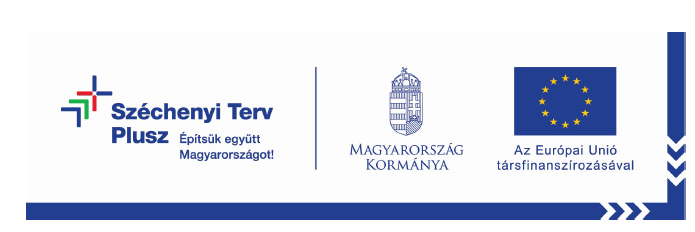 Széchenyi Terv
Plusz Építsük együtt
Magyarországot!
MAGYARORSZÁG
KORMÁNYA
Az Európai Unió
társfinanszírozásával